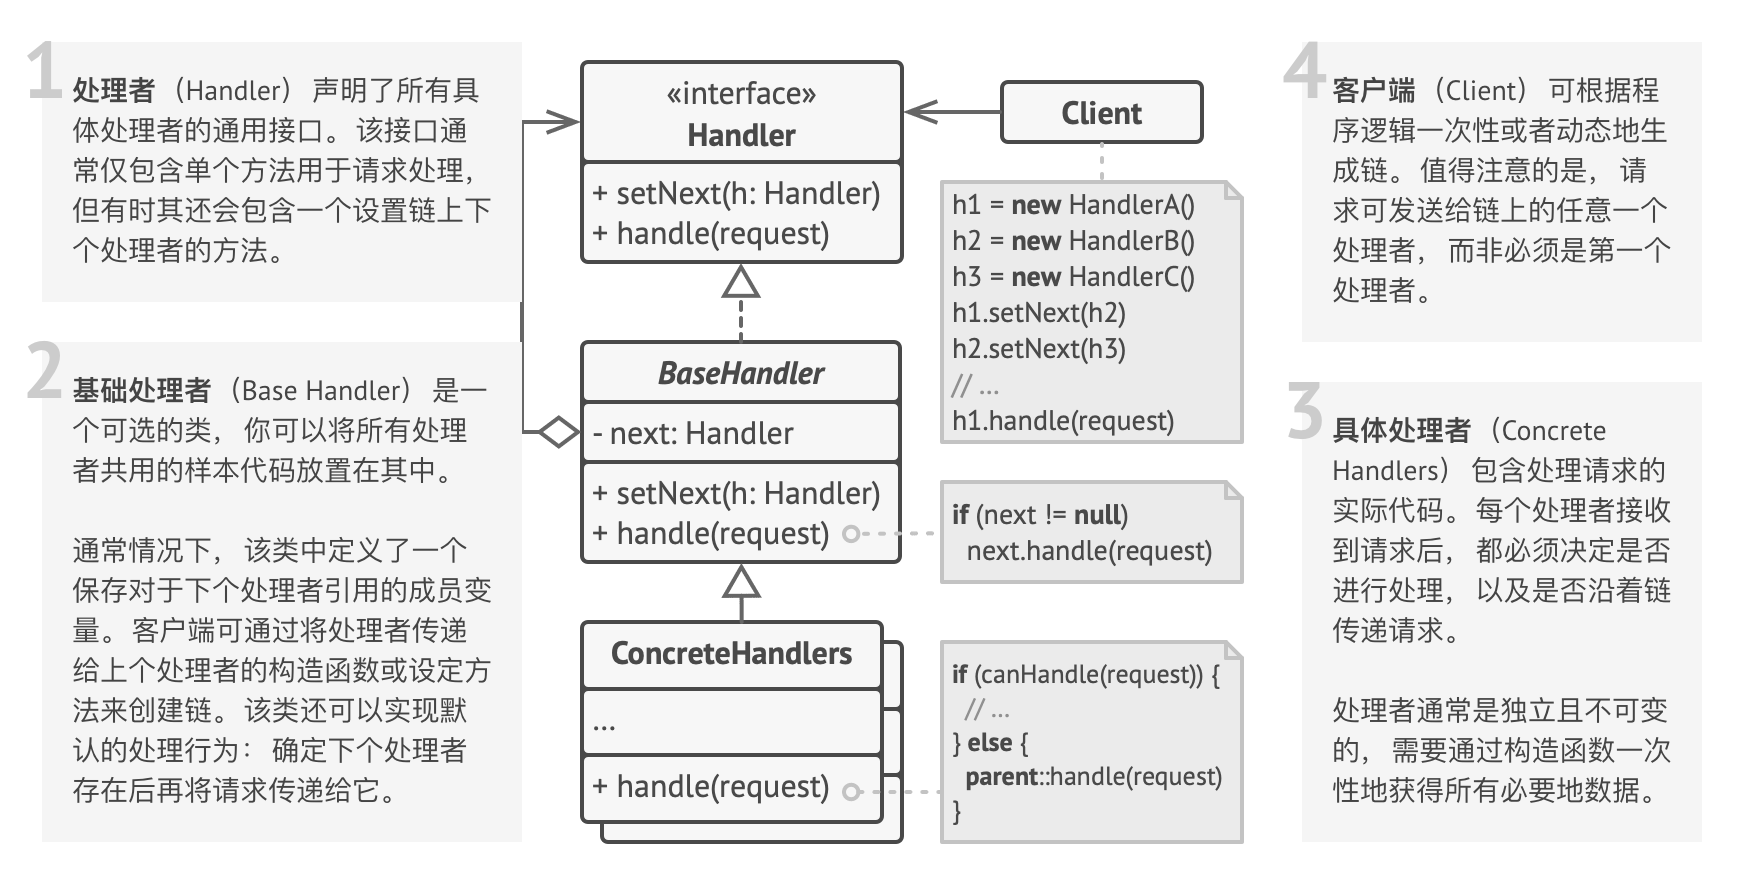 1
处理者 （Handler） 声明了所有具
体处理者的通用接口。 该接口通
常仅包含单个方法用于请求处理，
但有时其还会包含一个设置链上下
个处理者的方法。
2
基础处理者 （Base Handler） 是一
个可选的类， 你可以将所有处理
者共用的样本代码放置在其中。
通常情况下， 该类中定义了一个
保存对于下个处理者引用的成员变
量。 客户端可通过将处理者传递
给上个处理者的构造函数或设定方
法来创建链。 该类还可以实现默
认的处理行为： 确定下个处理者
存在后再将请求传递给它。
«interface»
Handler
+ setNext(h: Handler)
+ handle(request)
BaseHandler
- next: Handler
+ setNext(h: Handler)
+ handle(request)
ConcreteHandlers
...
+ handle(request)
Client
h1 = new HandlerA()
h2 = new HandlerB()
h3 = new HandlerC()
h1.setNext(h2)
h2.setNext(h3)
// ...
h1.handle(request)
if (next != null)
next.handle(request)
if (canHandle(request)) {
// ...
} else {
parent::handle(request)
}
4
客户端 （Client） 可根据程
序逻辑一次性或者动态地生
成链。 值得注意的是， 请
求可发送给链上的任意一个
处理者， 而非必须是第一个
处理者。
3
具体处理者 （Concrete
Handlers） 包含处理请求的
实际代码。 每个处理者接收
到请求后， 都必须决定是否
进行处理， 以及是否沿着链
传递请求。
处理者通常是独立且不可变
的， 需要通过构造函数一次
性地获得所有必要地数据。